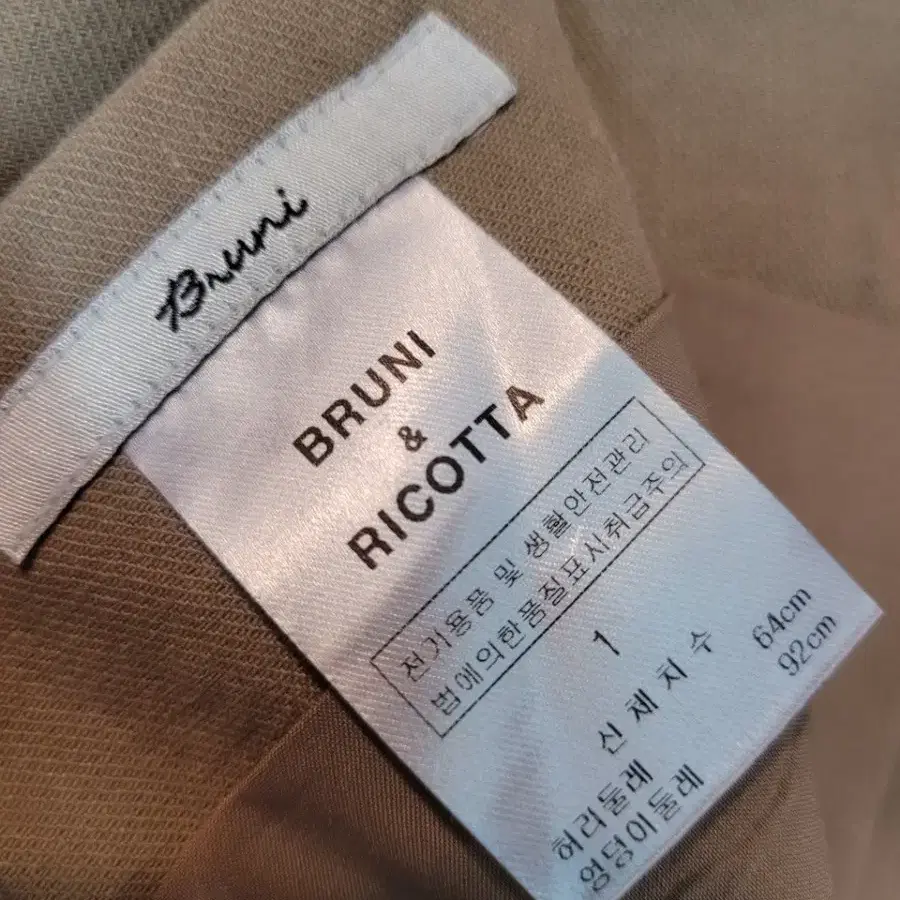 Bruni
BRUNI
&
RICOTTA
전기용품 및 생활안전관리
법에의한품질표시취급주의
1
신체치수
허리둘레 64cm
엉덩이둘레 92cm